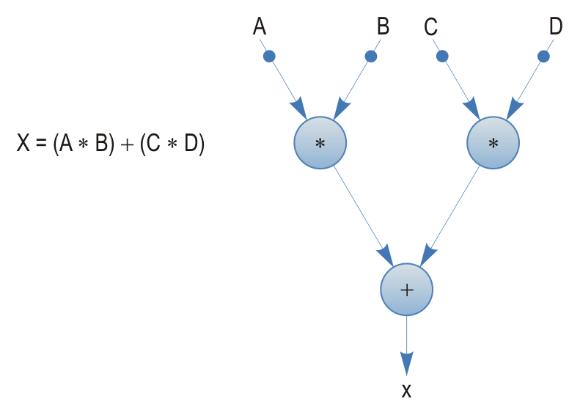 A B C D
X = (A * B) + (C * D)
* *
+
x